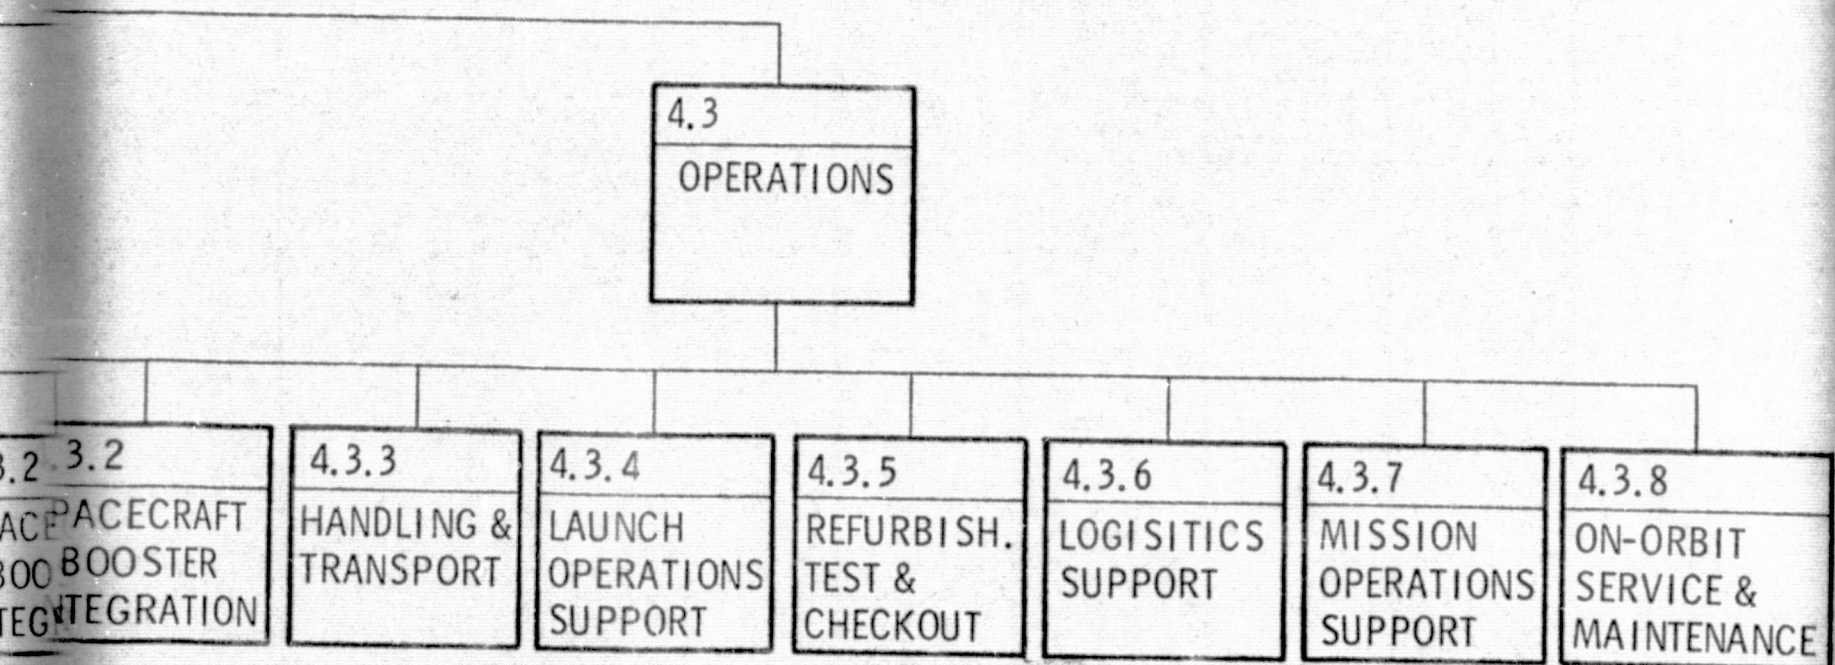 4.3
OPERATIONS
3.2
PACECRAFT
BOOSTER
TEGRATION
4.3.3
HANDLING &
TRANSPORT
4.3.4
LAUNCH
OPERATIONS
SUPPORT
4.3.5
REFURBISH.
TEST &
CHECKOUT
4.3.6
LOGISITICS
SUPPORT
4.3.7
MISSION
OPERATIONS
SUPPORT
4.3.8
ON-ORBIT
SERVICE &
MAINTENANCE